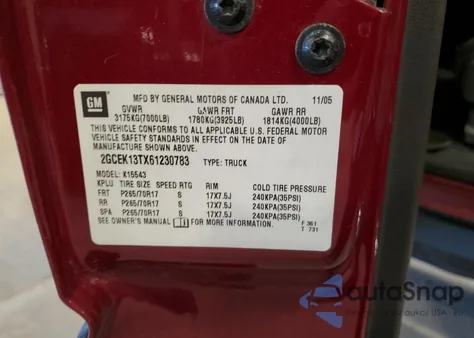 GM
MFD BY GENERAL MOTORS OF CANADA LTD. 11/05
GVWR GAWR FRT GAWR RR
3175KG(7000LB) 1780KG(3925LB) 1814KG(4000LB)
THIS VEHICLE CONFORMS TO ALL APPLICABLE U.S. FEDERAL MOTOR
VEHICLE SAFETY STANDARDS IN EFFECT ON THE DATE OF
MANUFACTURE SHOWN ABOVE.
2GCEK13TX61230783 TYPE: TRUCK
MODEL: K15543
KPLU TIRE SIZE SPEED RTG RIM COLD TIRE PRESSURE
FRT P265/70R17 S 17X7.5J 240KPA(35PSI)
RR P265/70R17 S 17X7.5J 240KPA(35PSI)
SPA P265/70R17 S 17X7.5J 240KPA(35PSI)
SEE OWNER'S MANUAL FOR MORE INFORMATION.
F 361
T 731
autoSnap